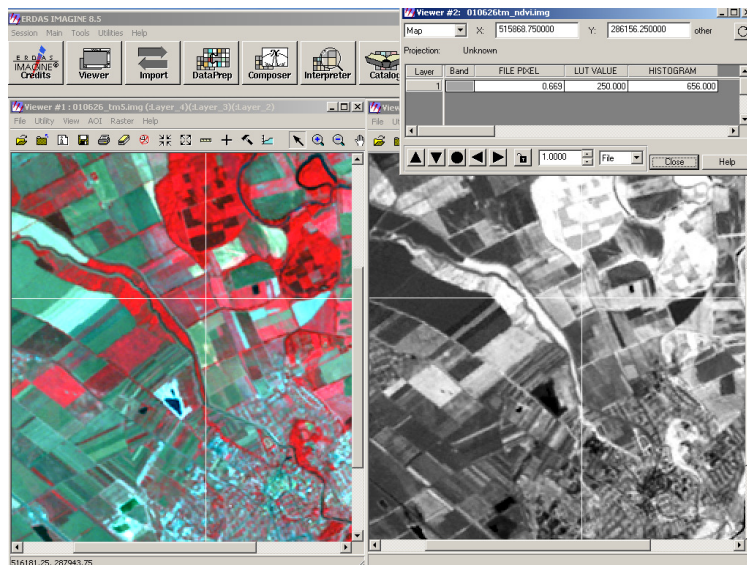 ERDAS IMAGINE 8.5
Session Main Tools Utilities Help
ERDAS
IMAGINE®
Credits
Viewer
Import
DataPrep
Composer
Interpreter
Catalog
Viewer #2: 010626tm_ndvi.img
Map
X:
515868.750000
Y:
286156.250000
other
Projection:
Unknown
Layer Band FILE PIXEL LUT VALUE HISTOGRAM
1 0.669 250.000 656.000
1.0000
File
Close
Help
Viewer #1 : 010626_tm5.img (:Layer_4)(:Layer_3)(:Layer_2)
File Utility View AOI Raster Help
View
File
516181.25, 287943.75